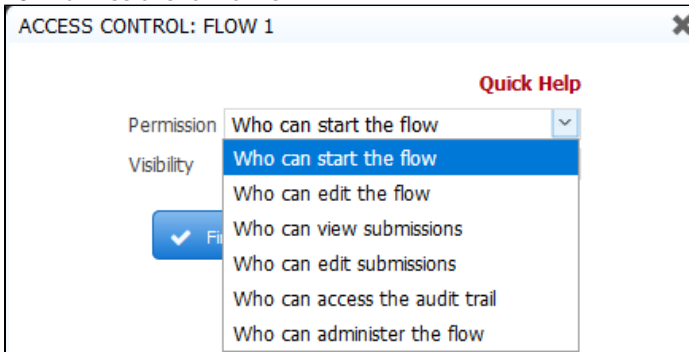 ACCESS CONTROL: FLOW 1
Quick Help
Permission Who can start the flow
Visibility Who can start the flow
Who can edit the flow
Who can view submissions
Who can edit submissions
Who can access the audit trail
Who can administer the flow